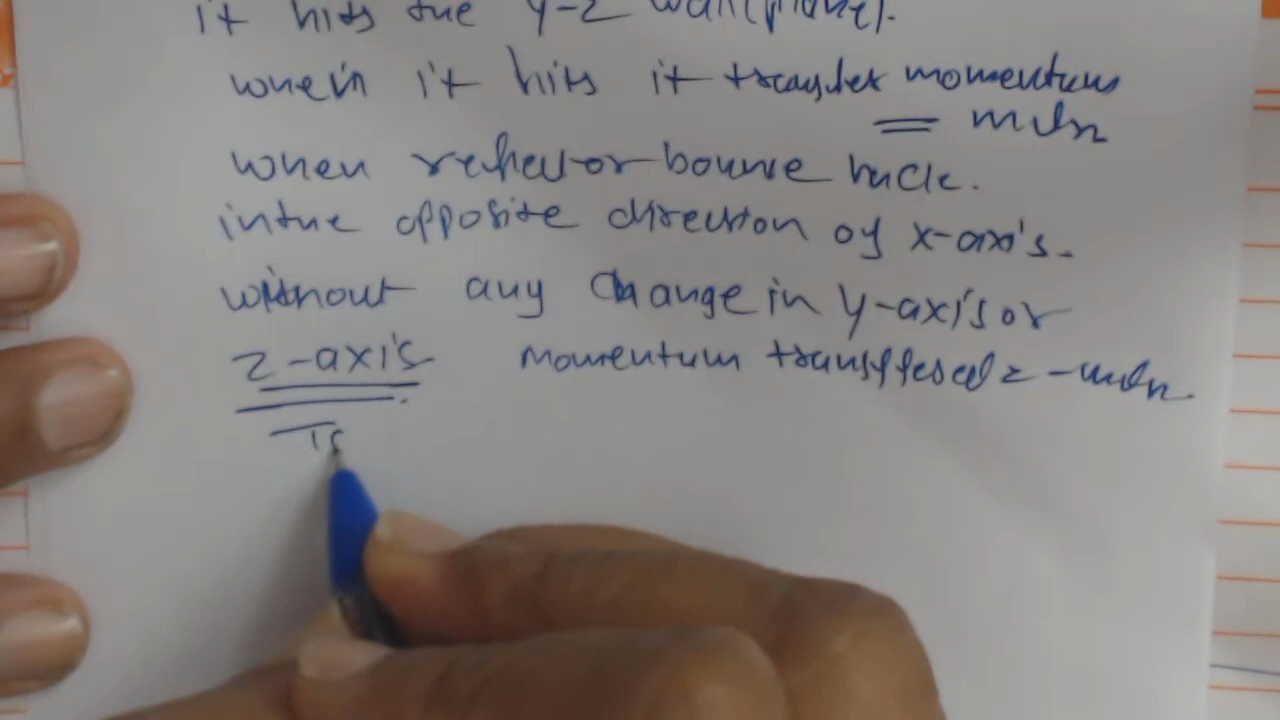 it hits the y-z wall(plane).
when it hits it transfer momentum
= mvx
when reflect or bounce back.
in the opposite direction of x-axis.
without any change in y-axis or
z-axis momentum transffered = -mvx